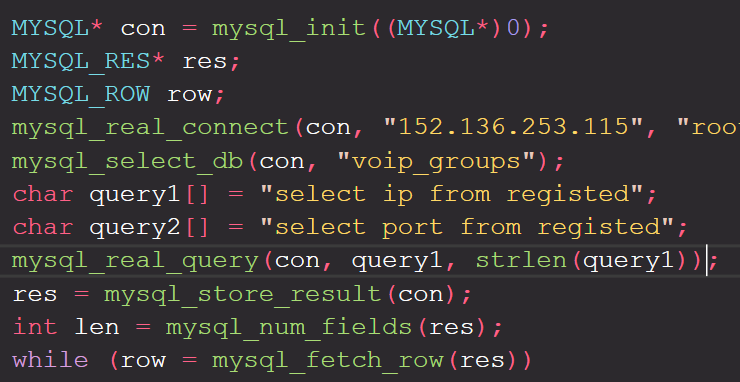 MYSQL* con = mysql_init((MYSQL*)0);
MYSQL_RES* res;
MYSQL_ROW row;
mysql_real_connect(con, "152.136.253.115", "roo
mysql_select_db(con, "voip_groups");
char query1[] = "select ip from registed";
char query2[] = "select port from registed";
mysql_real_query(con, query1, strlen(query1));
res = mysql_store_result(con);
int len = mysql_num_fields(res);
while (row = mysql_fetch_row(res))